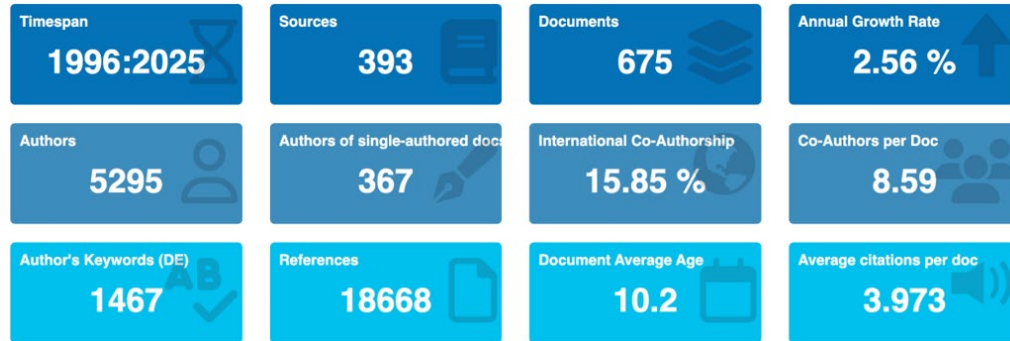 Timespan
1996:2025
Sources
393
Documents
675
Annual Growth Rate
2.56 %
Authors
5295
Authors of single-authored docs
367
International Co-Authorship
15.85 %
Co-Authors per Doc
8.59
Author's Keywords (DE)
AB
1467
References
18668
Document Average Age
10.2
Average citations per doc
3.973